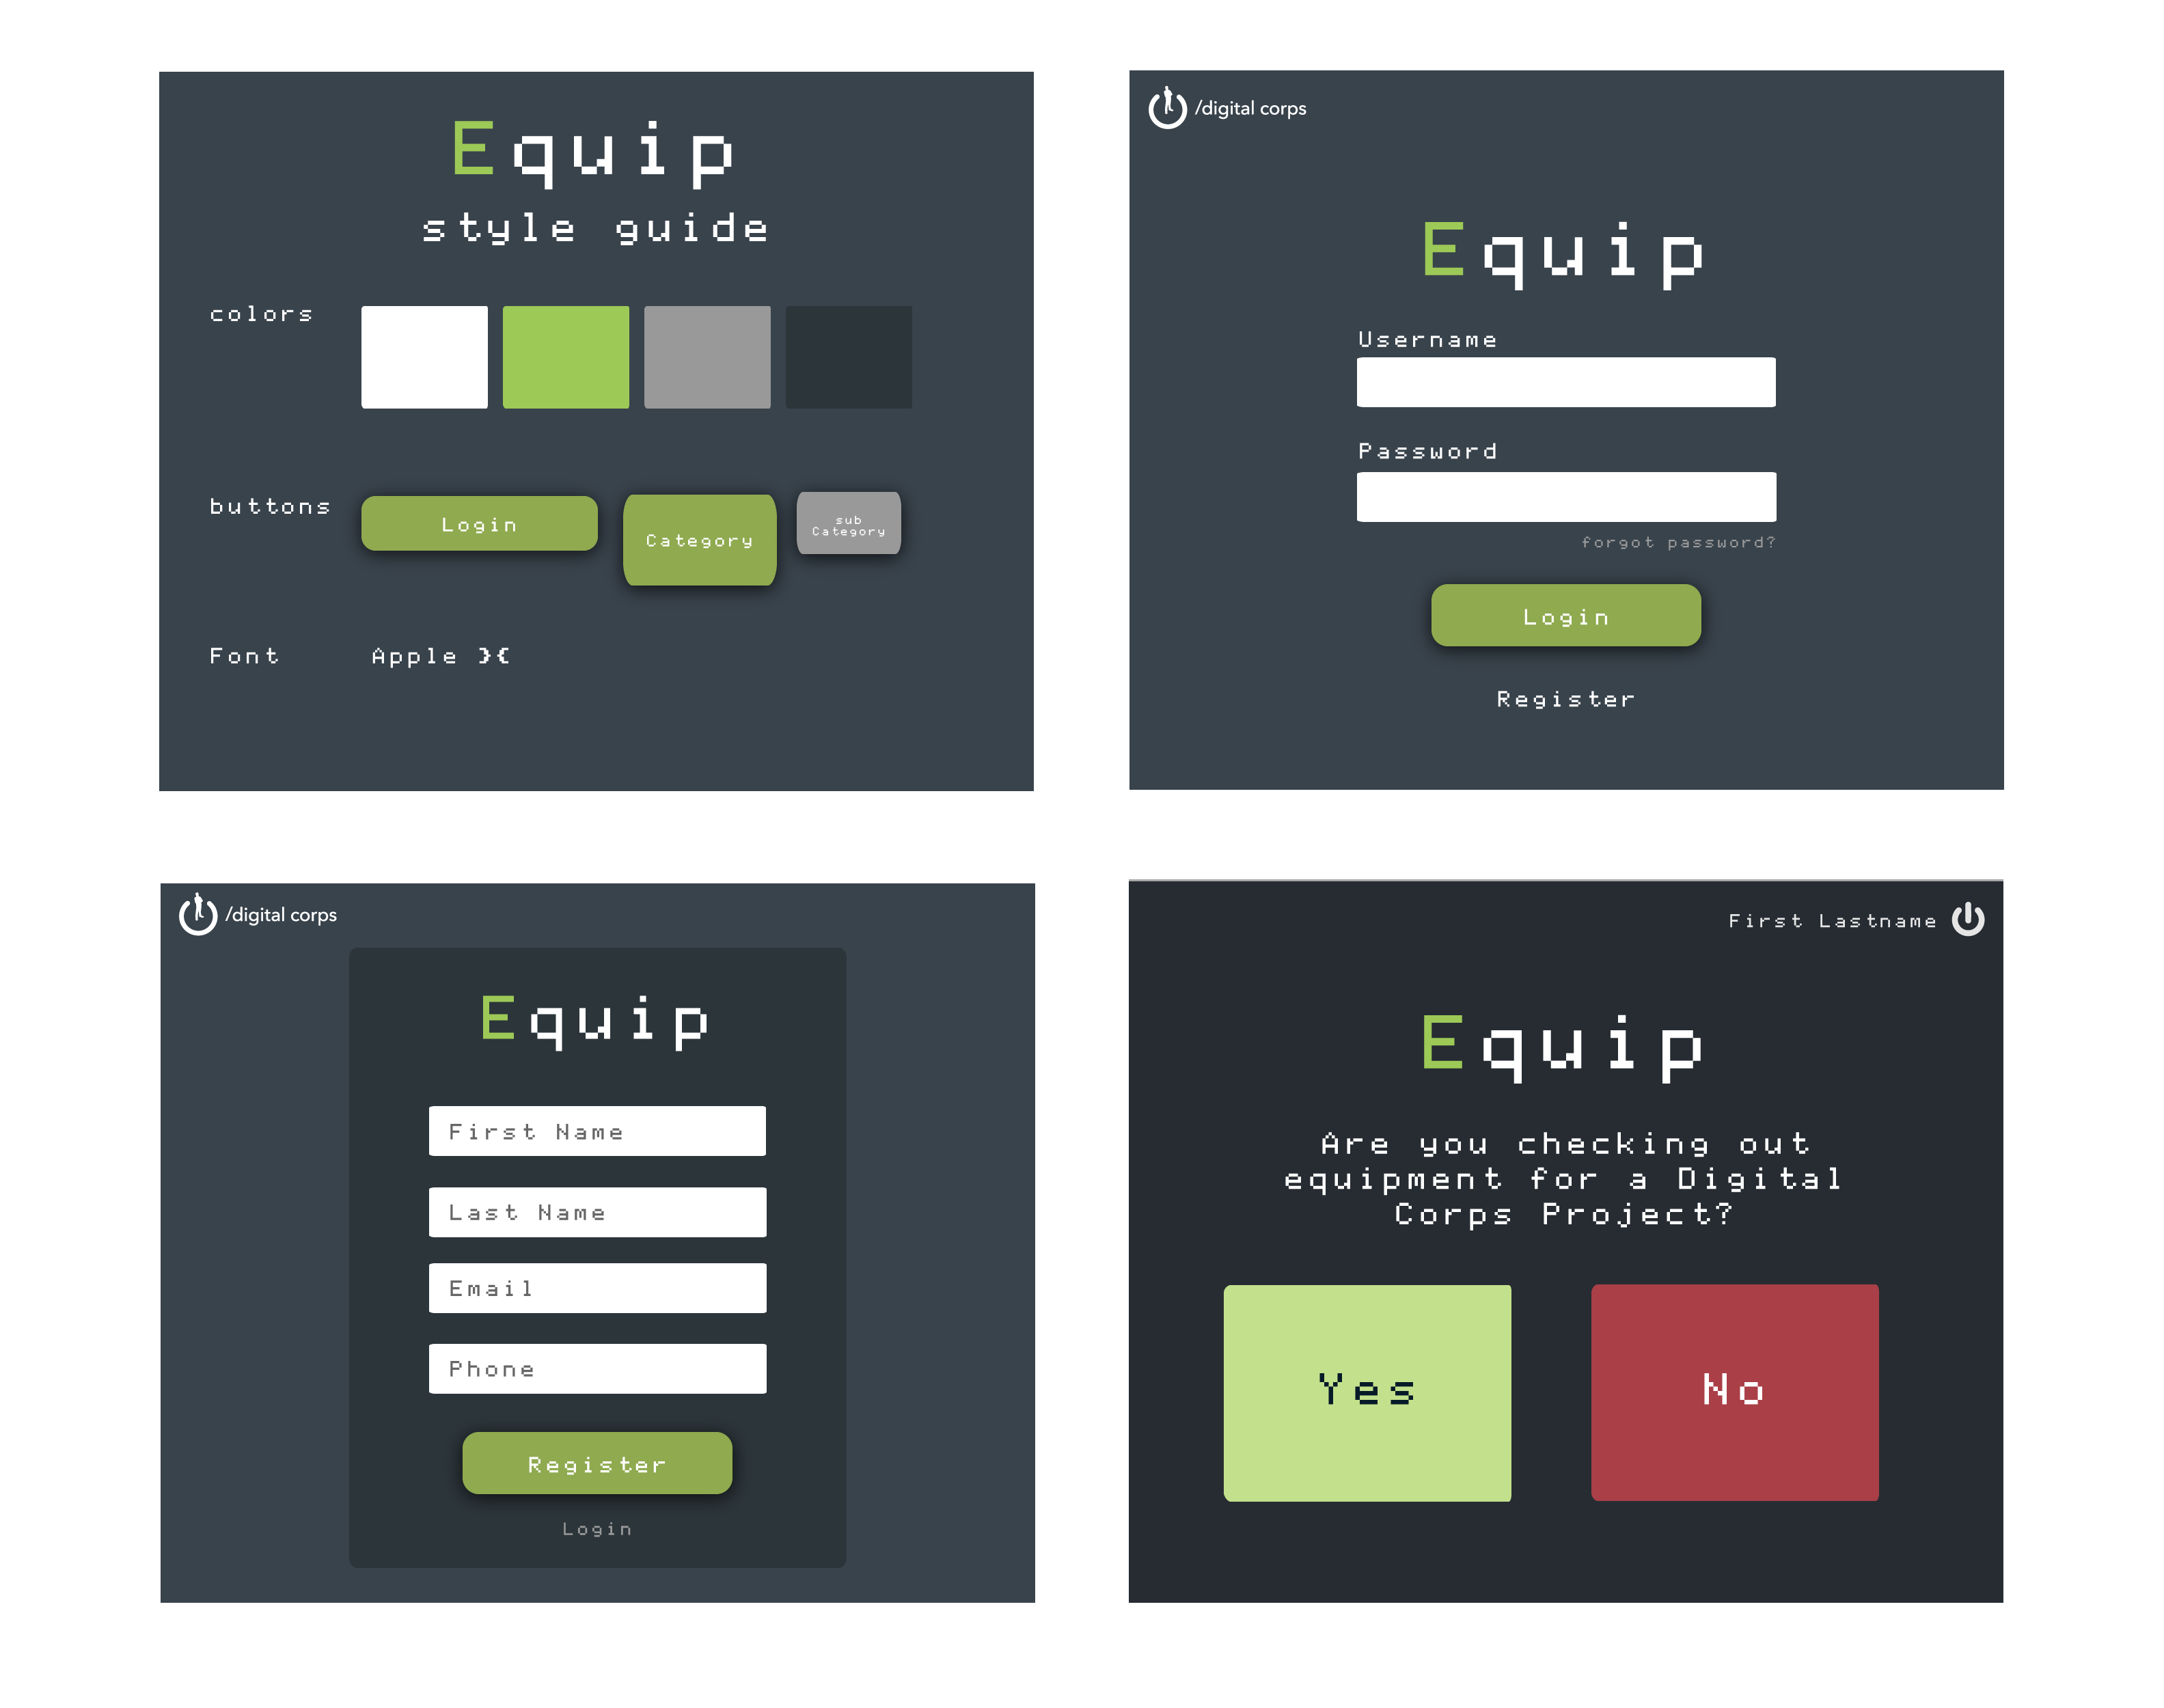 Equip
style guide
colors
buttons
Login
Category
sub
Category
Font
Apple }{
/digital corps
Equip
Username
Password
forgot password?
Login
Register
/digital corps
Equip
First Name
Last Name
Email
Phone
Register
Login
First Lastname
Equip
Are you checking out
equipment for a Digital
Corps Project?
Yes
No